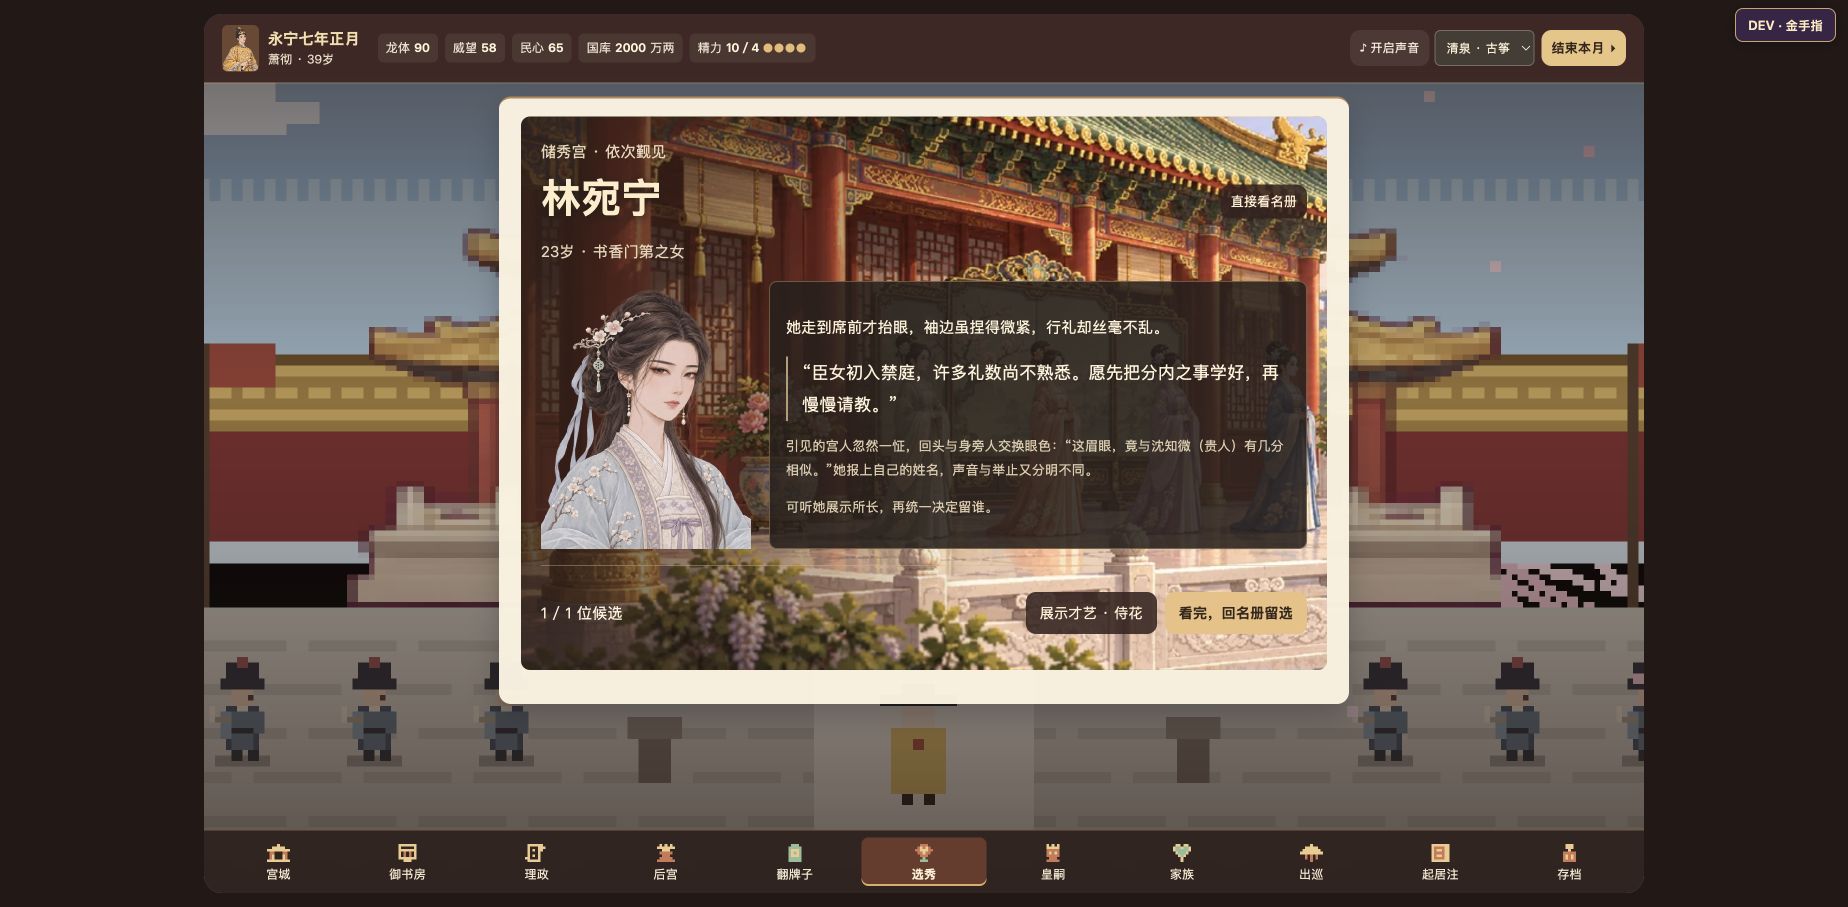 永宁七年正月
萧彻 · 39岁
龙体 90
威望 58
民心 65
国库 2000 万两
精力 10 / 4
♪ 开启声音
清泉 · 古筝
结束本月
DEV · 金手指
储秀宫 · 依次觐见
林宛宁
直接看名册
23岁 · 书香门第之女
她走到席前才抬眼，袖边虽捏得微紧，行礼却丝毫不乱。
“臣女初入禁庭，许多礼数尚不熟悉。愿先把分内之事学好，再
慢慢请教。”
引见的宫人忽然一怔，回头与身旁人交换眼色：“这眉眼，竟与沈知微（贵人）有几分
相似。”她报上自己的姓名，声音与举止又分明不同。
可听她展示所长，再统一决定留谁。
1 / 1 位候选
展示才艺 · 侍花
看完，回名册留选
宫城
御书房
理政
后宫
翻牌子
选秀
皇嗣
家族
出巡
起居注
存档